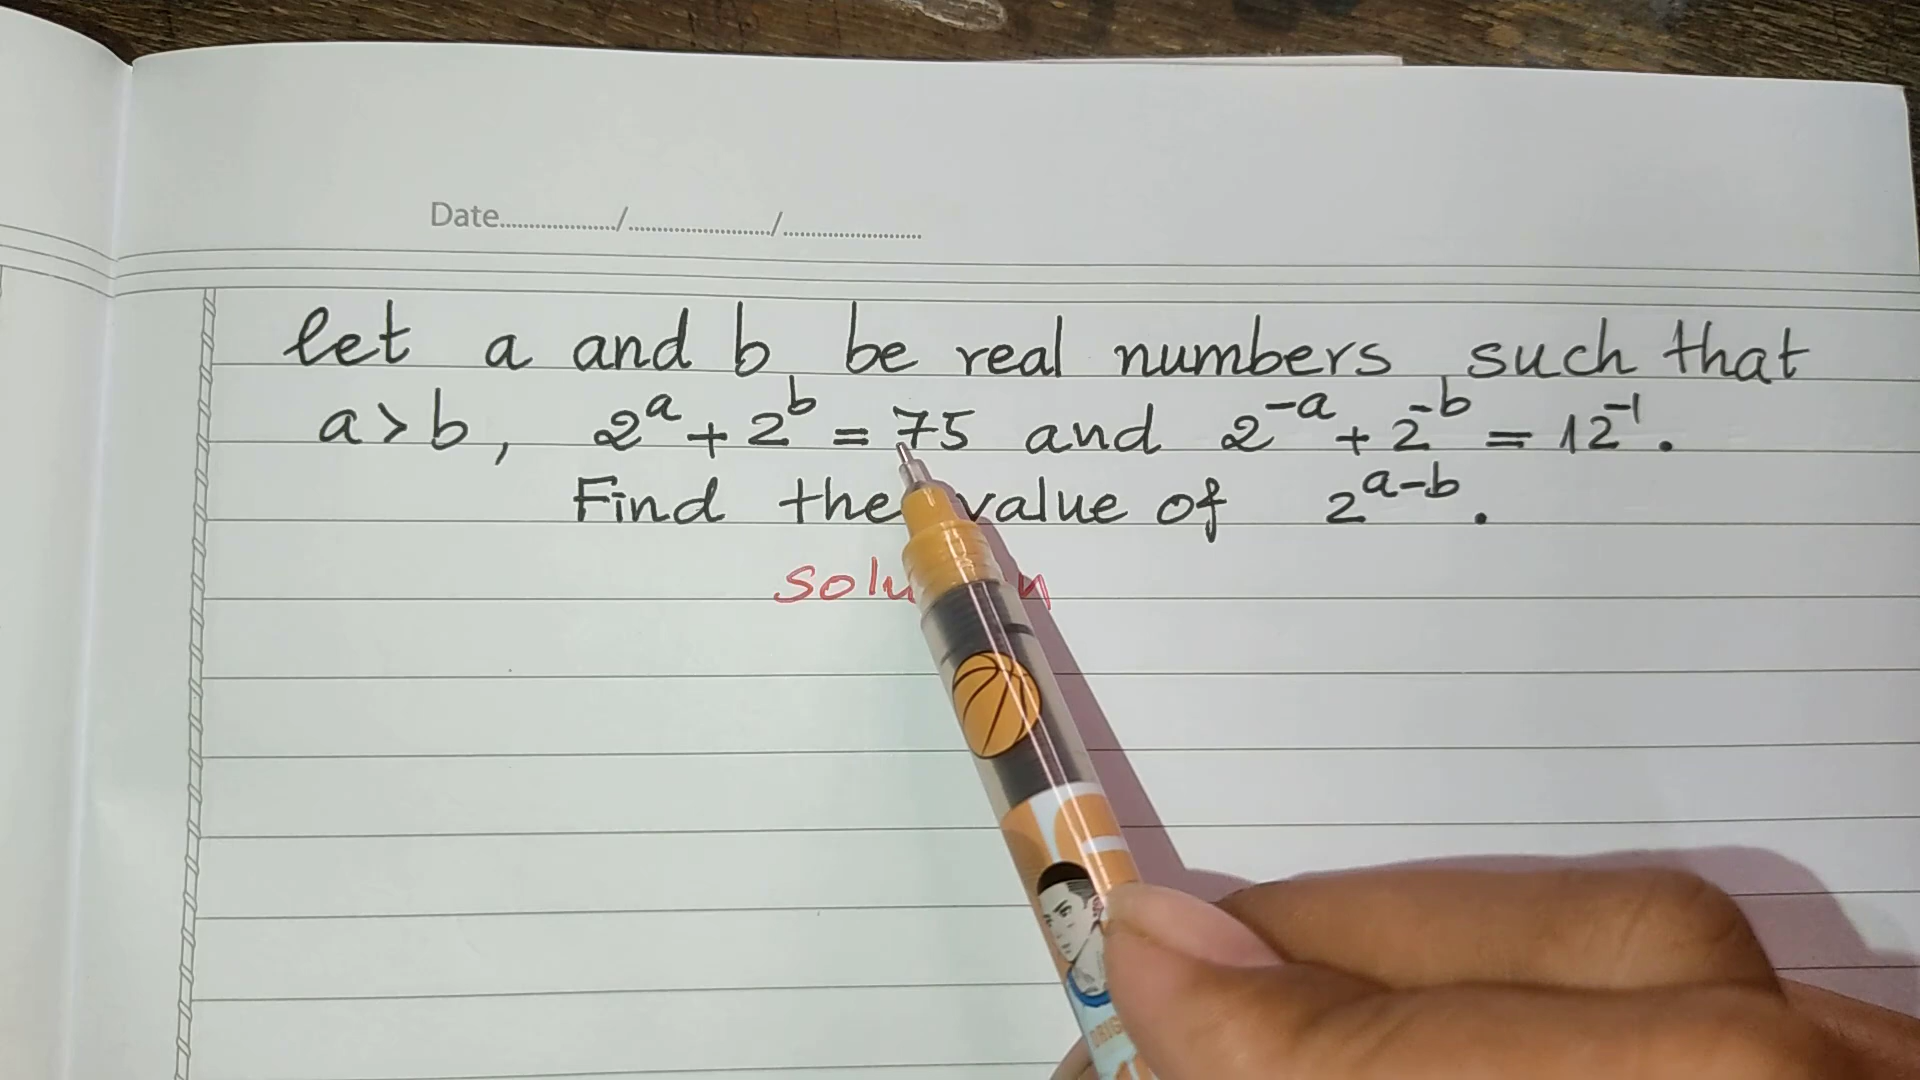 Date..................../......................../.......................
let a and b be real numbers such that
a > b, 2^a + 2^b = 75 and 2^-a + 2^-b = 12^-1.
Find the value of 2^a-b.